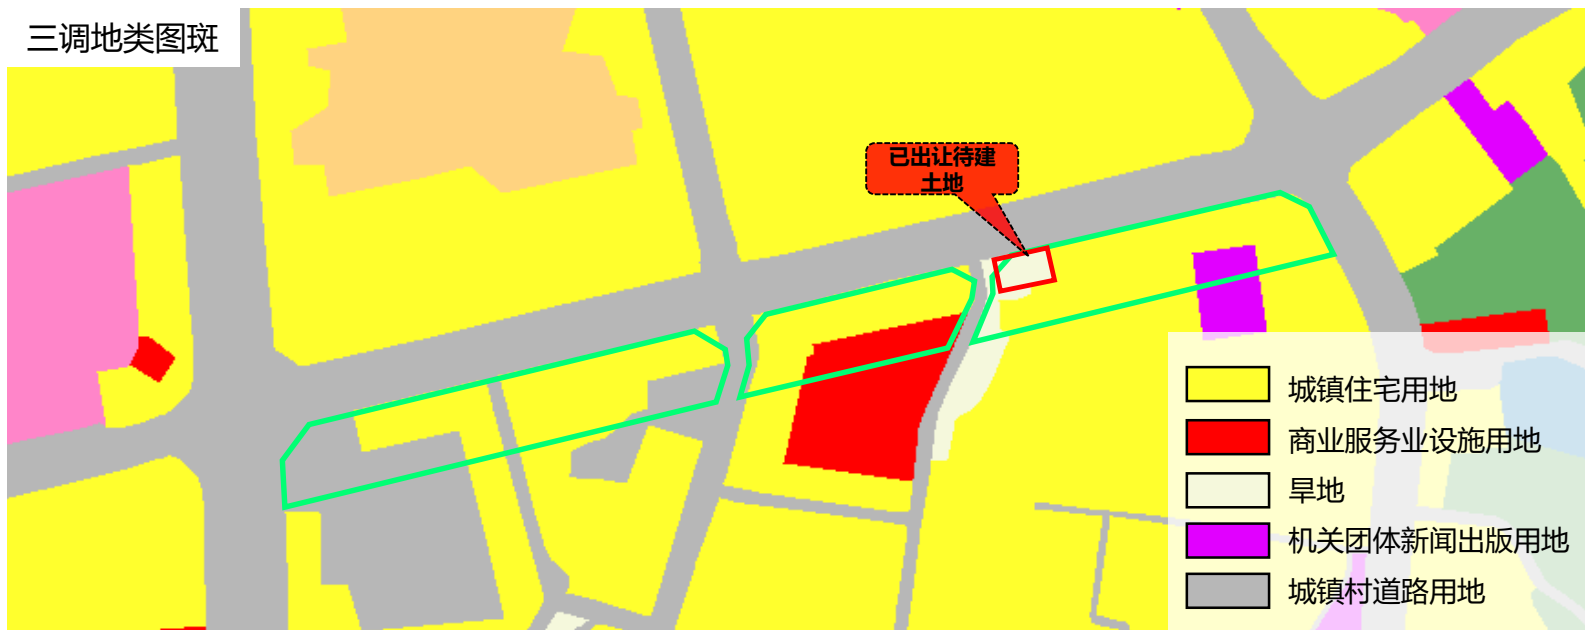 三调地类图斑
已出让待建
土地
城镇住宅用地
商业服务业设施用地
旱地
机关团体新闻出版用地
城镇村道路用地